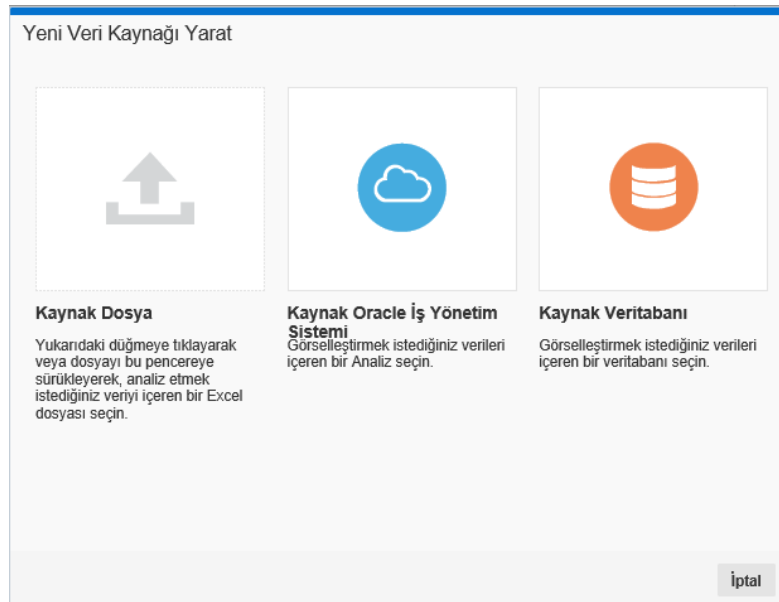 Yeni Veri Kaynağı Yarat
Kaynak Dosya
Yukarıdaki düğmeye tıklayarak
veya dosyayı bu pencereye
sürükleyerek, analiz etmek
istediğiniz veriyi içeren bir Excel
dosyası seçin.
Kaynak Oracle İş Yönetim
Sistemi
Görselleştirmek istediğiniz verileri
içeren bir Analiz seçin.
Kaynak Veritabanı
Görselleştirmek istediğiniz verileri
içeren bir veritabanı seçin.
İptal